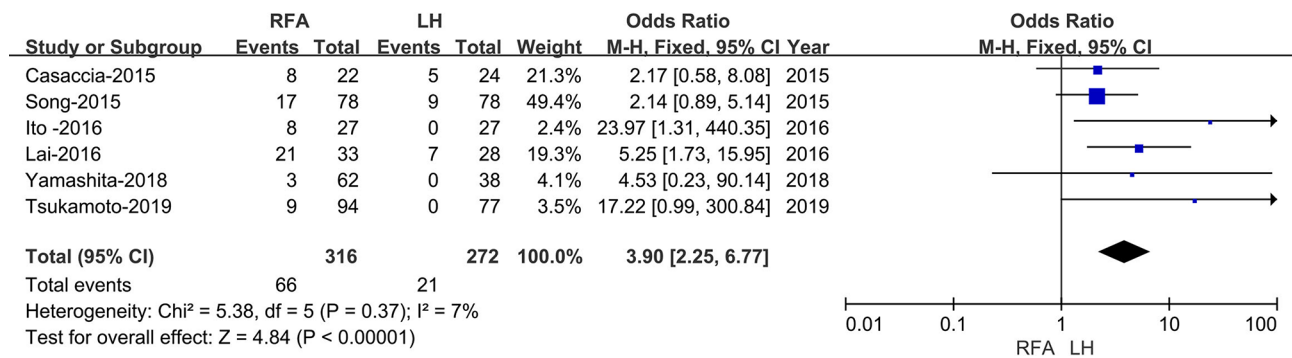 RFA LH Odds Ratio Odds Ratio
Study or Subgroup Events Total Events Total Weight M-H, Fixed, 95% CI Year M-H, Fixed, 95% CI
Casaccia-2015 8 22 5 24 21.3% 2.17 [0.58, 8.08] 2015
Song-2015 17 78 9 78 49.4% 2.14 [0.89, 5.14] 2015
Ito -2016 8 27 0 27 2.4% 23.97 [1.31, 440.35] 2016
Lai-2016 21 33 7 28 19.3% 5.25 [1.73, 15.95] 2016
Yamashita-2018 3 62 0 38 4.1% 4.53 [0.23, 90.14] 2018
Tsukamoto-2019 9 94 0 77 3.5% 17.22 [0.99, 300.84] 2019
Total (95% CI) 316 272 100.0% 3.90 [2.25, 6.77]
Total events 66 21
Heterogeneity: Chi² = 5.38, df = 5 (P = 0.37); I² = 7%
Test for overall effect: Z = 4.84 (P < 0.00001)
0.01 0.1 1 10 100
RFA LH